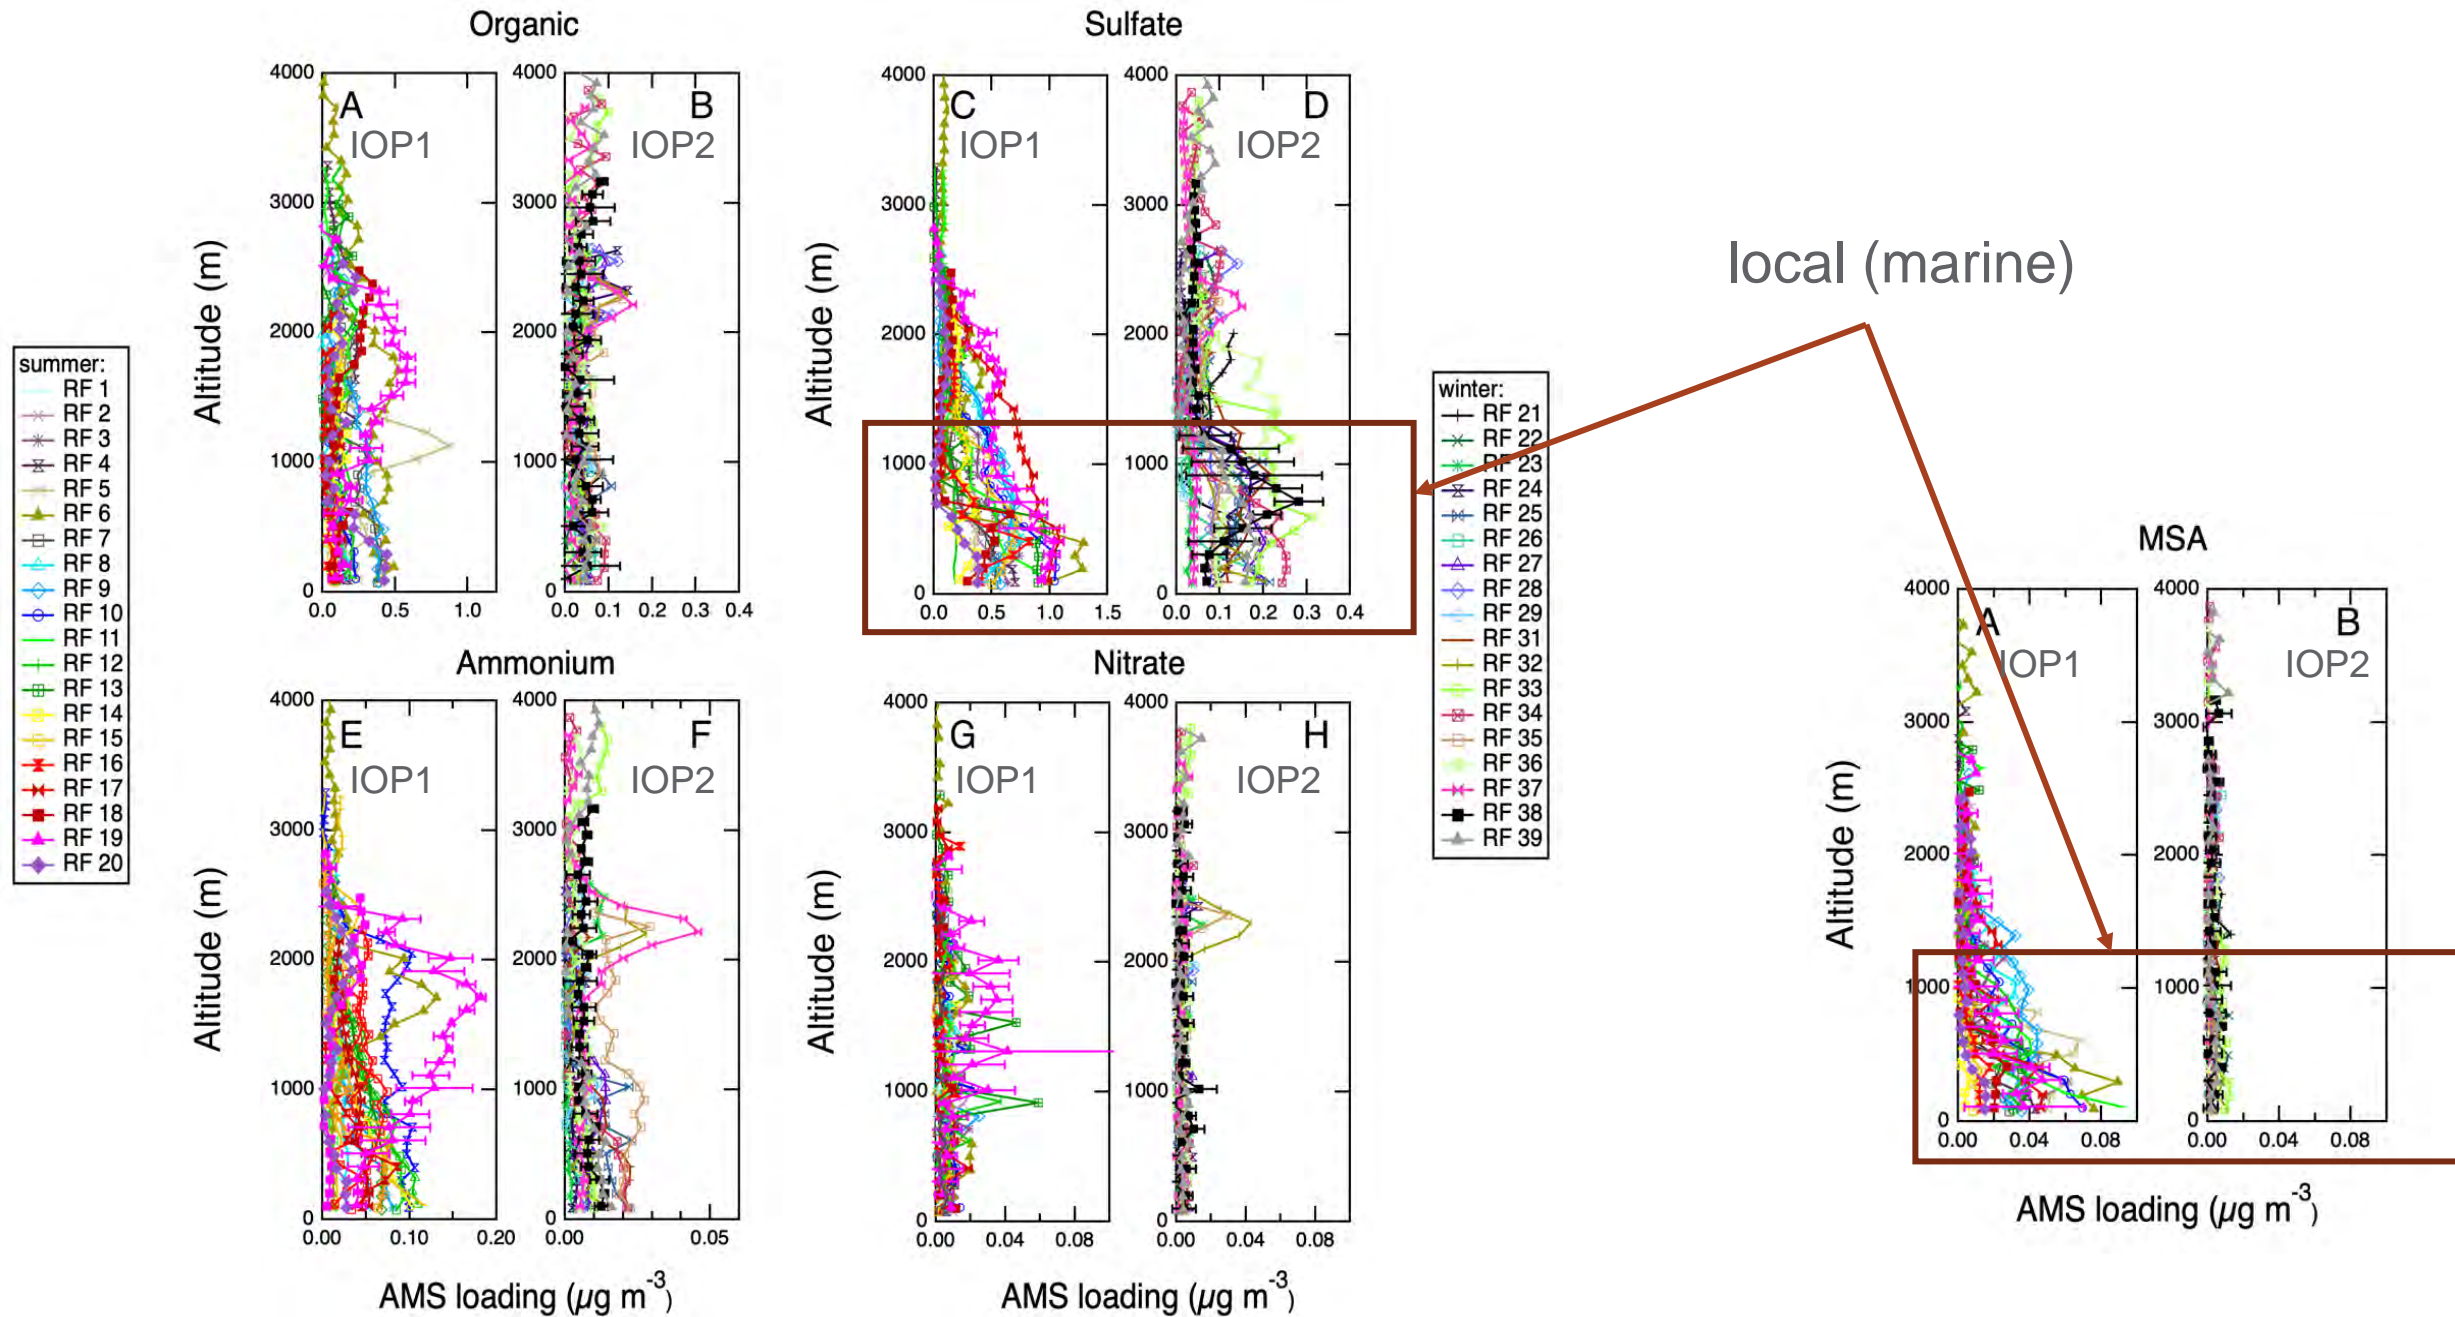 Organic
Sulfate
4000
3000
2000
1000
0
Altitude (m)
A
IOP1
0.0 0.5 1.0
4000
3000
2000
1000
0
B
IOP2
0.0 0.1 0.2 0.3 0.4
4000
3000
2000
1000
0
Altitude (m)
C
IOP1
0.0 0.5 1.0 1.5
4000
3000
2000
1000
0
D
IOP2
0.0 0.1 0.2 0.3 0.4
local (marine)
summer:
RF 1
RF 2
RF 3
RF 4
RF 5
RF 6
RF 7
RF 8
RF 9
RF 10
RF 11
RF 12
RF 13
RF 14
RF 15
RF 16
RF 17
RF 18
RF 19
RF 20
winter:
RF 21
RF 22
RF 23
RF 24
RF 25
RF 26
RF 27
RF 28
RF 29
RF 31
RF 32
RF 33
RF 34
RF 35
RF 36
RF 37
RF 38
RF 39
Ammonium
Nitrate
4000
3000
2000
1000
0
Altitude (m)
E
IOP1
0.00 0.10 0.20
4000
3000
2000
1000
0
F
IOP2
0.00 0.05
AMS loading (µg m-3)
4000
3000
2000
1000
0
Altitude (m)
G
IOP1
0.00 0.04 0.08
4000
3000
2000
1000
0
H
IOP2
0.00 0.04 0.08
AMS loading (µg m-3)
MSA
4000
3000
2000
1000
0
Altitude (m)
A
IOP1
0.00 0.04 0.08
4000
3000
2000
1000
0
B
IOP2
0.00 0.04 0.08
AMS loading (µg m-3)